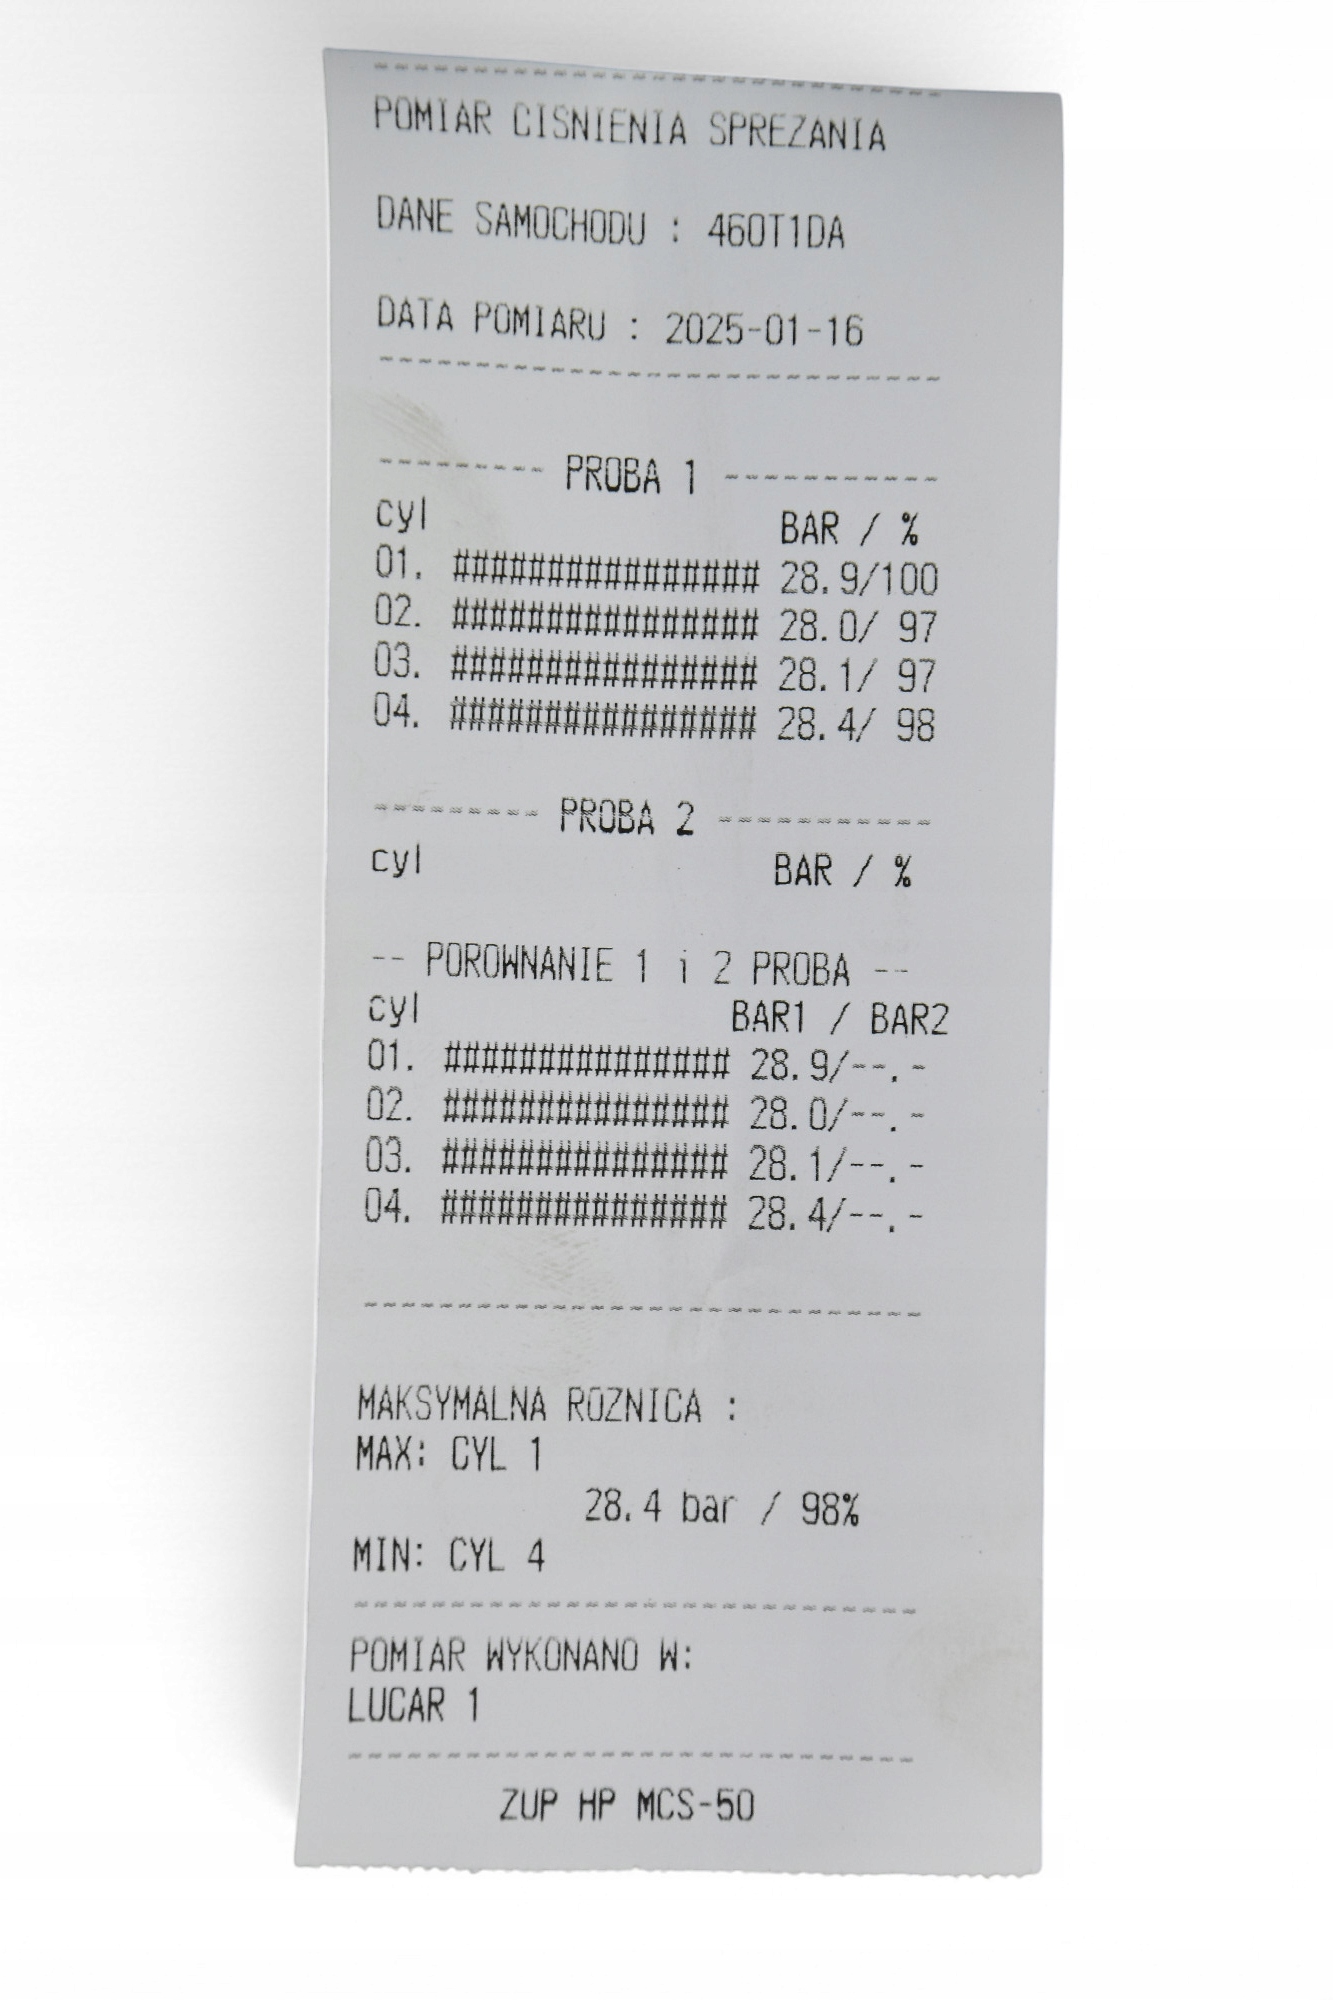 POMIAR CISNIENIA SPREZANIA
DANE SAMOCHODU : 460T1DA
DATA POMIARU : 2025-01-16
--------- PROBA 1 -----------
cyl BAR / %
01. ################ 28.9/100
02. ################ 28.0/ 97
03. ################ 28.1/ 97
04. ################ 28.4/ 98
--------- PROBA 2 -----------
cyl BAR / %
-- POROWNANIE 1 i 2 PROBA --
cyl BAR1 / BAR2
01. ############### 28.9/--.-
02. ############### 28.0/--.-
03. ############### 28.1/--.-
04. ############### 28.4/--.-
MAKSYMALNA ROZNICA :
MAX: CYL 1
28.4 bar / 98%
MIN: CYL 4
POMIAR WYKONANO W:
LUCAR 1
ZUP HP MCS-50